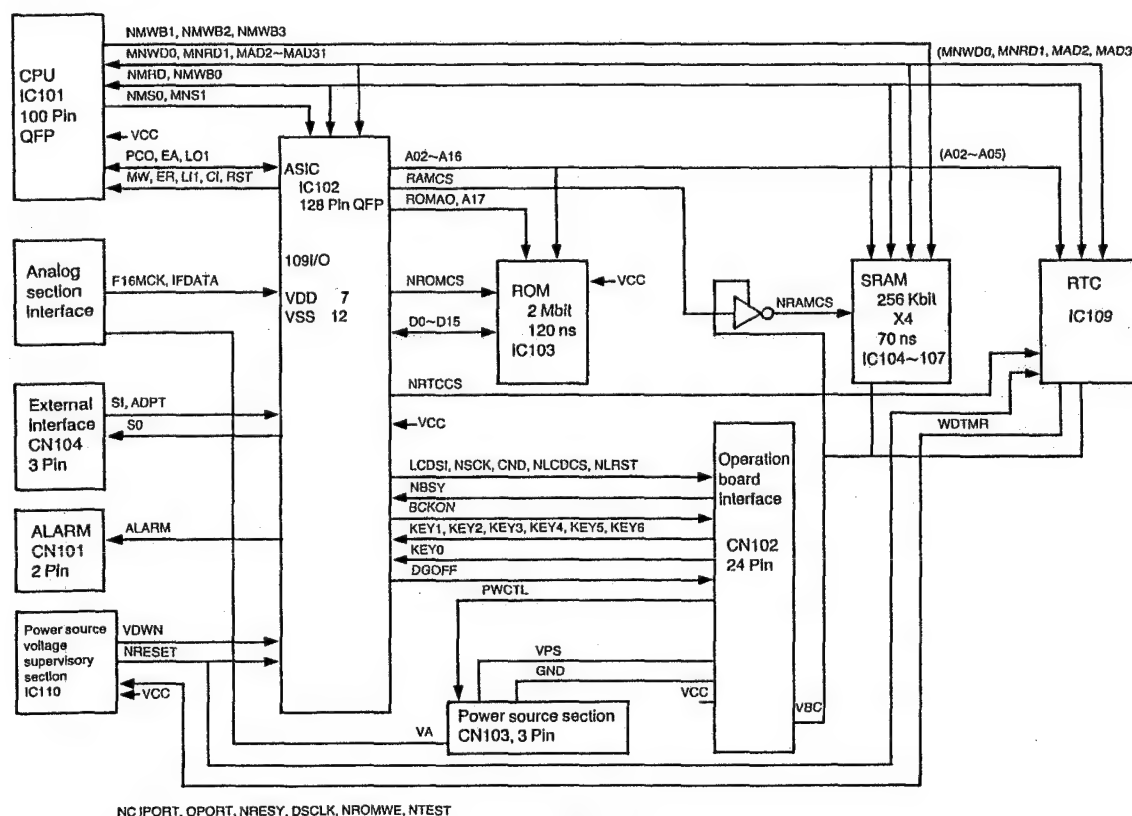 NMWB1, NMWB2, NMWB3
MNWD0, MNRD1, MAD2~MAD31
(MNWD0, MNRD1, MAD2, MAD3
NMRD, NMWB0
NMS0, MNS1
CPU
IC101
100 Pin
QFP
VCC
PCO, EA, LO1
MW, ER, LI1, CI, RST
ASIC
IC102
128 Pin QFP
109I/O
VDD 7
VSS 12
A02~A16
(A02~A05)
RAMCS
ROMAO, A17
Analog
section
Interface
F16MCK, IFDATA
NROMCS
D0~D15
ROM
2 Mbit
120 ns
IC103
VCC
NRAMCS
SRAM
256 Kbit
X4
70 ns
IC104~107
RTC
IC109
NRTCCS
External
interface
CN104
3 Pin
SI, ADPT
S0
VCC
WDTMR
LCDSI, NSCK, CND, NLCDCS, NLRST
NBSY
BCKON
KEY1, KEY2, KEY3, KEY4, KEY5, KEY6
KEY0
DGOFF
PWCTL
Operation
board
interface
CN102
24 Pin
ALARM
CN101
2 Pin
ALARM
Power source
voltage
supervisory
section
IC110
VDWN
NRESET
VCC
VPS
GND
VCC
VBC
VA
Power source section
CN103, 3 Pin
NC IPORT, OPORT, NRESY, DSCLK, NROMWE, NTEST